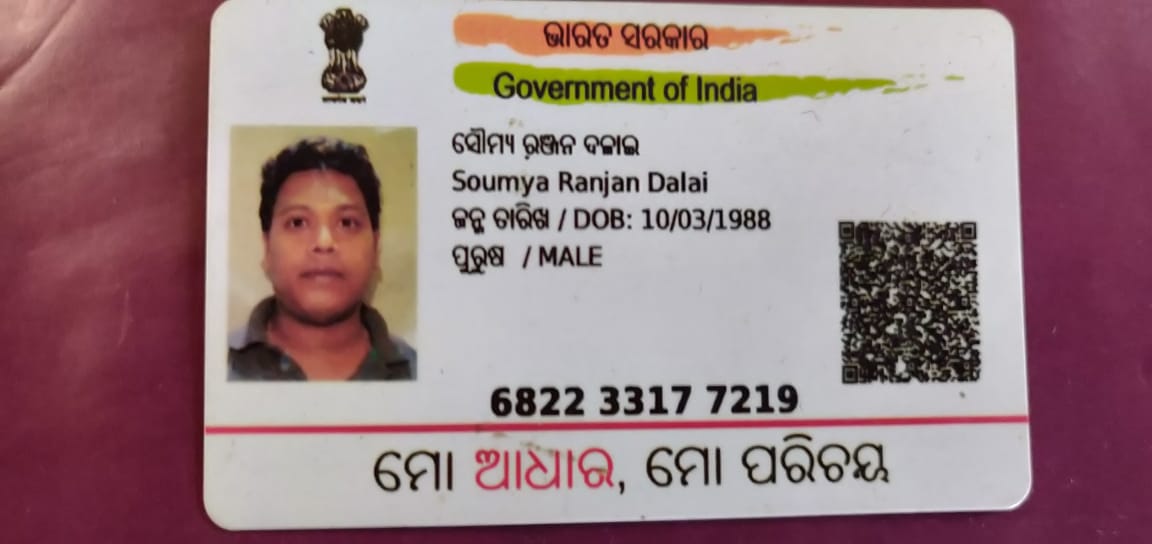 ଭାରତ ସରକାର
Government of India
ସୌମ୍ୟ ରଞ୍ଜନ ଦଳାଇ
Soumya Ranjan Dalai
ଜନ୍ମ ତାରିଖ / DOB: 10/03/1988
ପୁରୁଷ / MALE
6822 3317 7219
ମୋ ଆଧାର, ମୋ ପରିଚୟ